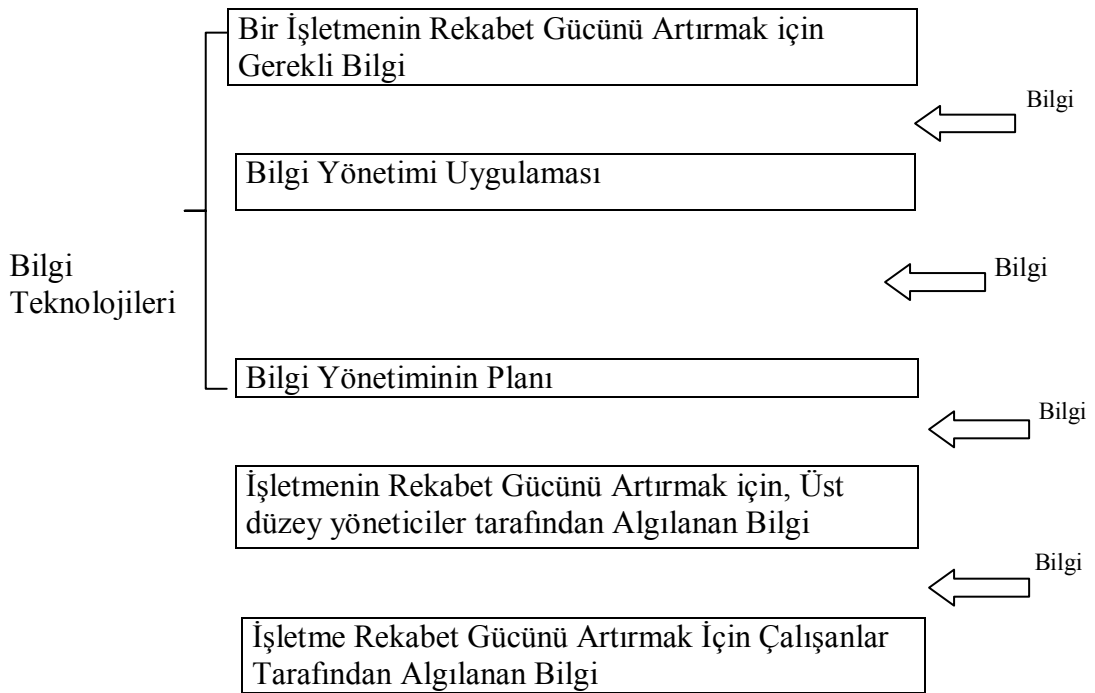 Bir İşletmenin Rekabet Gücünü Artırmak için
Gerekli Bilgi
Bilgi
Bilgi Yönetimi Uygulaması
Bilgi
Teknolojileri
Bilgi
Bilgi Yönetiminin Planı
Bilgi
İşletmenin Rekabet Gücünü Artırmak için, Üst
düzey yöneticiler tarafından Algılanan Bilgi
Bilgi
İşletme Rekabet Gücünü Artırmak İçin Çalışanlar
Tarafından Algılanan Bilgi